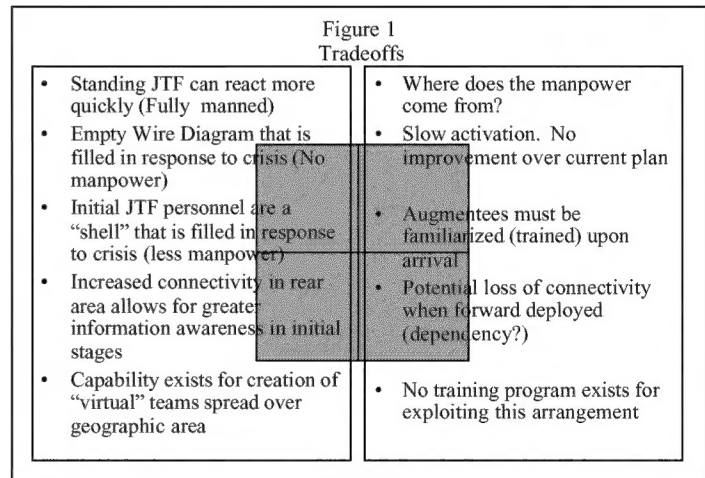 Figure 1
Tradeoffs
• Standing JTF can react more
quickly (Fully manned)
• Empty Wire Diagram that is
filled in response to crisis (No
manpower)
• Initial JTF personnel are a
“shell” that is filled in response
to crisis (less manpower)
• Increased connectivity in rear
area allows for greater
information awareness in initial
stages
• Capability exists for creation of
“virtual” teams spread over
geographic area
• Where does the manpower
come from?
• Slow activation. No
improvement over current plan
• Augmentees must be
familiarized (trained) upon
arrival
• Potential loss of connectivity
when forward deployed
(dependency?)
• No training program exists for
exploiting this arrangement